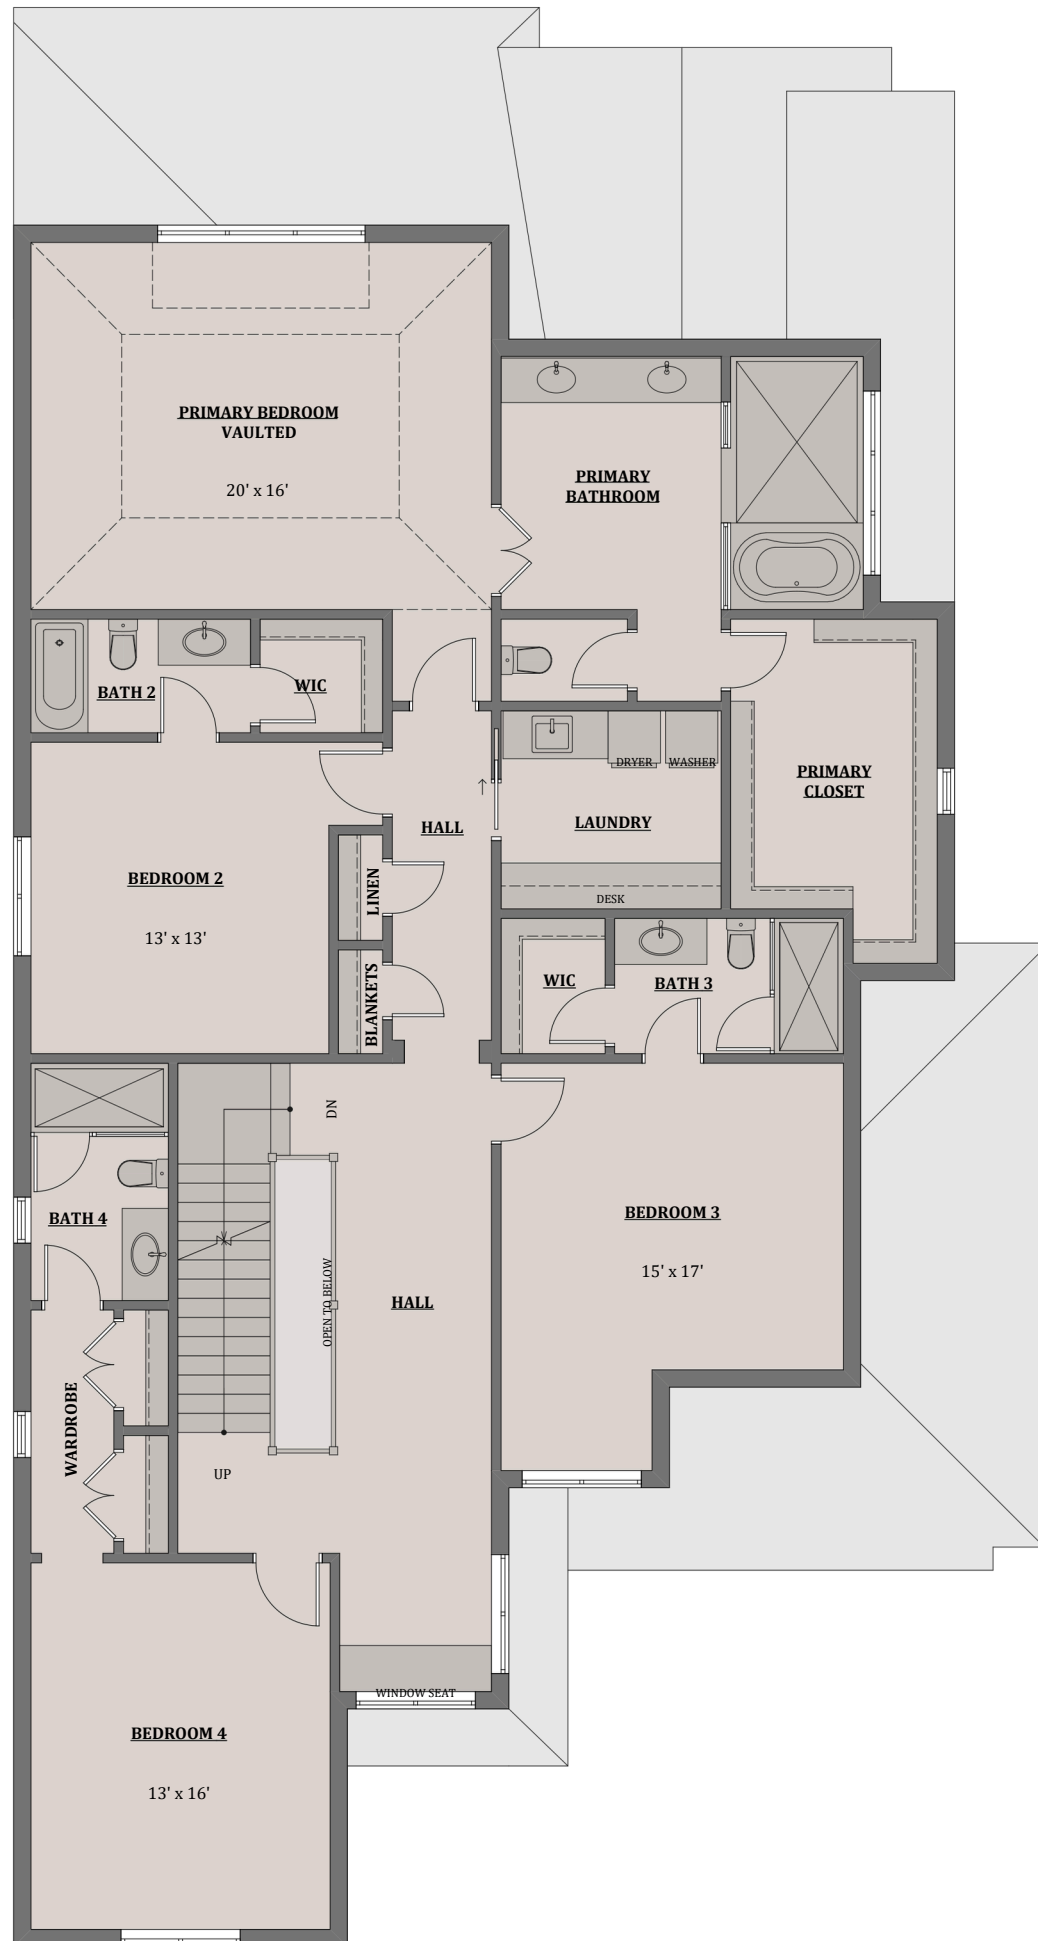 PRIMARY BEDROOM
VAULTED
20' x 16'
PRIMARY
BATHROOM
BATH 2
WIC
DRYER
WASHER
PRIMARY
CLOSET
LAUNDRY
HALL
BEDROOM 2
13' x 13'
LINEN
DESK
BLANKETS
WIC
BATH 3
DN
BATH 4
BEDROOM 3
15' x 17'
OPEN TO BELOW
HALL
WARDROBE
UP
WINDOW SEAT
BEDROOM 4
13' x 16'